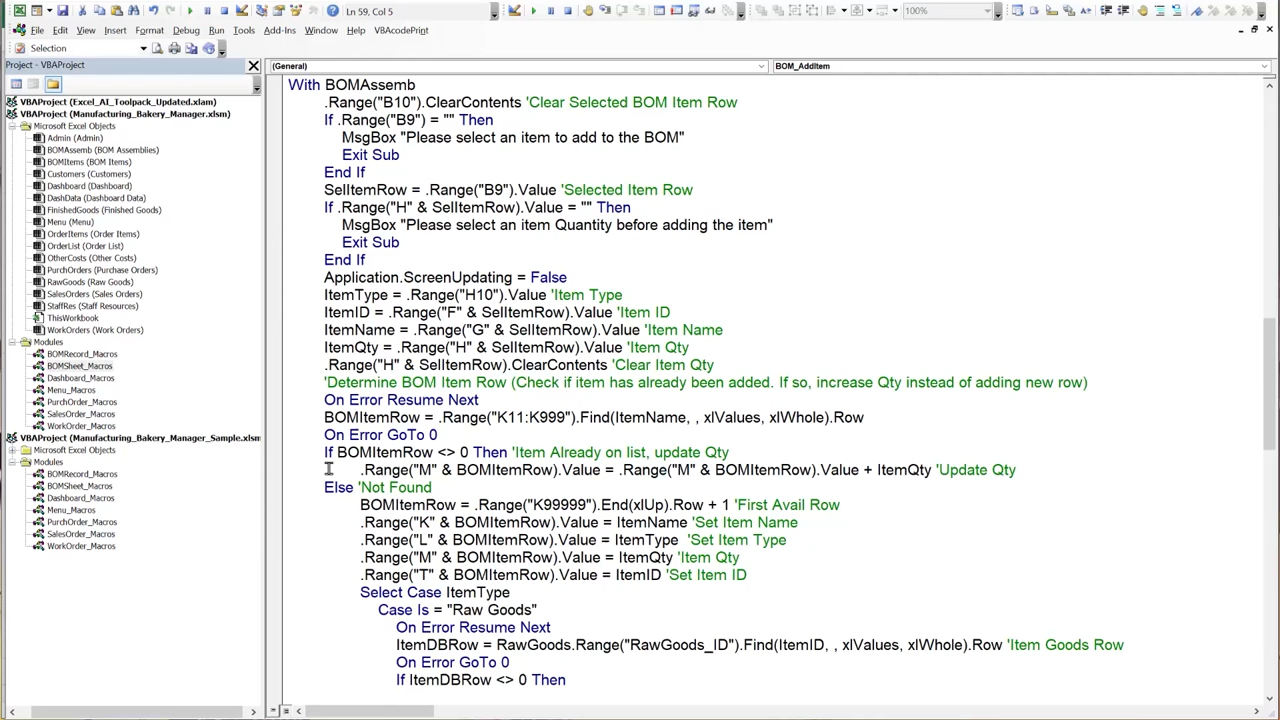 Ln 59, Col 5
100%
File Edit View Insert Format Debug Run Tools Add-Ins Window Help VBAcodePrint
Selection
Project - VBAProject
VBAProject (Excel_AI_Toolpack_Updated.xlam)
VBAProject (Manufacturing_Bakery_Manager.xlsm)
Microsoft Excel Objects
Admin (Admin)
BOMAssemb (BOM Assemblies)
BOMItems (BOM Items)
Customers (Customers)
Dashboard (Dashboard)
DashData (Dashboard Data)
FinishedGoods (Finished Goods)
Menu (Menu)
OrderItems (Order Items)
OrderList (Order List)
OtherCosts (Other Costs)
PurchOrders (Purchase Orders)
RawGoods (Raw Goods)
SalesOrders (Sales Orders)
StaffRes (Staff Resources)
ThisWorkbook
WorkOrders (Work Orders)
Modules
BOMRecord_Macros
BOMSheet_Macros
Dashboard_Macros
Menu_Macros
PurchOrder_Macros
SalesOrder_Macros
WorkOrder_Macros
VBAProject (Manufacturing_Bakery_Manager_Sample.xlsm
Microsoft Excel Objects
Modules
BOMRecord_Macros
BOMSheet_Macros
Dashboard_Macros
Menu_Macros
PurchOrder_Macros
SalesOrder_Macros
WorkOrder_Macros
(General) BOM_AddItem
With BOMAssemb
.Range("B10").ClearContents 'Clear Selected BOM Item Row
If .Range("B9") = "" Then
MsgBox "Please select an item to add to the BOM"
Exit Sub
End If
SelItemRow = .Range("B9").Value 'Selected Item Row
If .Range("H" & SelItemRow).Value = "" Then
MsgBox "Please select an item Quantity before adding the item"
Exit Sub
End If
Application.ScreenUpdating = False
ItemType = .Range("H10").Value 'Item Type
ItemID = .Range("F" & SelItemRow).Value 'Item ID
ItemName = .Range("G" & SelItemRow).Value 'Item Name
ItemQty = .Range("H" & SelItemRow).Value 'Item Qty
.Range("H" & SelItemRow).ClearContents 'Clear Item Qty
'Determine BOM Item Row (Check if item has already been added. If so, increase Qty instead of adding new row)
On Error Resume Next
BOMItemRow = .Range("K11:K999").Find(ItemName, , xlValues, xlWhole).Row
On Error GoTo 0
If BOMItemRow <> 0 Then 'Item Already on list, update Qty
.Range("M" & BOMItemRow).Value = .Range("M" & BOMItemRow).Value + ItemQty 'Update Qty
Else 'Not Found
BOMItemRow = .Range("K99999").End(xlUp).Row + 1 'First Avail Row
.Range("K" & BOMItemRow).Value = ItemName 'Set Item Name
.Range("L" & BOMItemRow).Value = ItemType 'Set Item Type
.Range("M" & BOMItemRow).Value = ItemQty 'Item Qty
.Range("T" & BOMItemRow).Value = ItemID 'Set Item ID
Select Case ItemType
Case Is = "Raw Goods"
On Error Resume Next
ItemDBRow = RawGoods.Range("RawGoods_ID").Find(ItemID, , xlValues, xlWhole).Row 'Item Goods Row
On Error GoTo 0
If ItemDBRow <> 0 Then